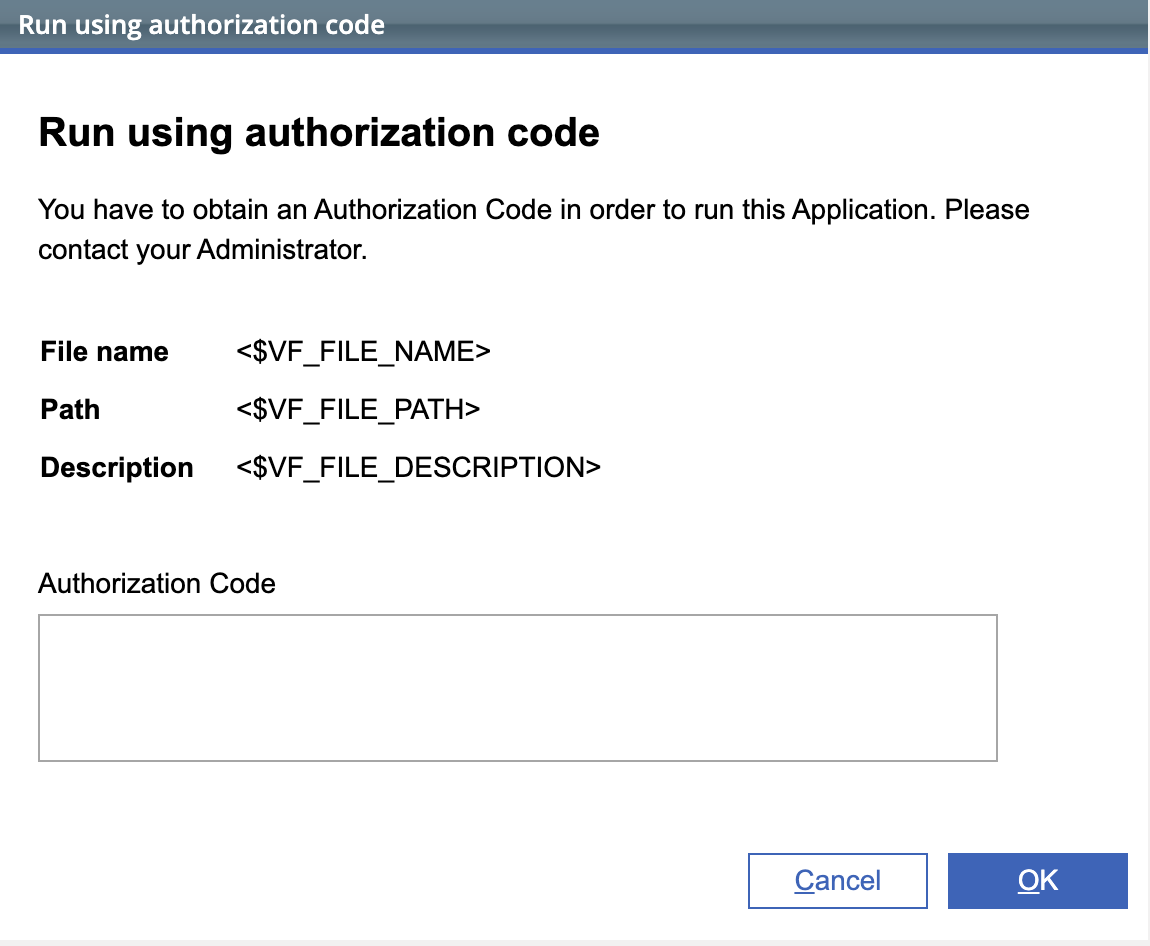 Run using authorization code
Run using authorization code
You have to obtain an Authorization Code in order to run this Application. Please
contact your Administrator.
File name <$VF_FILE_NAME>
Path <$VF_FILE_PATH>
Description <$VF_FILE_DESCRIPTION>
Authorization Code
Cancel OK